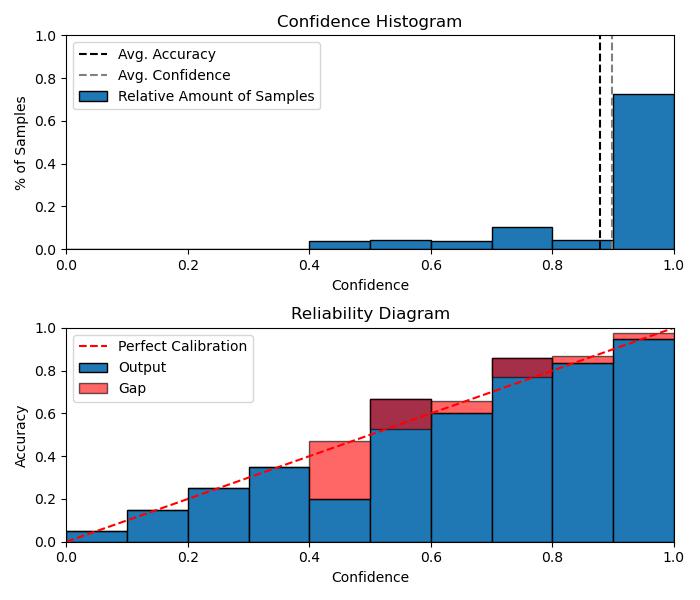 Confidence Histogram
1.0
0.8
0.6
0.4
0.2
0.0
% of Samples
Avg. Accuracy
Avg. Confidence
Relative Amount of Samples
0.0 0.2 0.4 0.6 0.8 1.0
Confidence
Reliability Diagram
1.0
0.8
0.6
0.4
0.2
0.0
Accuracy
Perfect Calibration
Output
Gap
0.0 0.2 0.4 0.6 0.8 1.0
Confidence